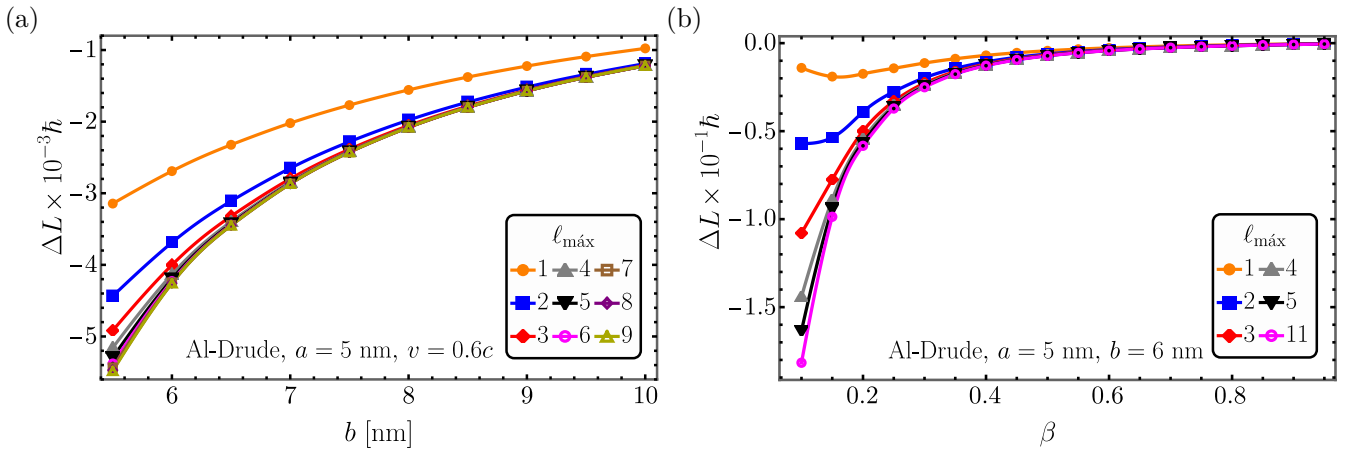 (a)
ΔL × 10⁻³ℏ
-1
-2
-3
-4
-5
6 7 8 9 10
b [nm]
ℓmáx
1 4 7
2 5 8
3 6 9
Al-Drude, a = 5 nm, v = 0.6c
(b)
ΔL × 10⁻¹ℏ
0.0
-0.5
-1.0
-1.5
0.2 0.4 0.6 0.8
β
ℓmáx
1 4
2 5
3 11
Al-Drude, a = 5 nm, b = 6 nm